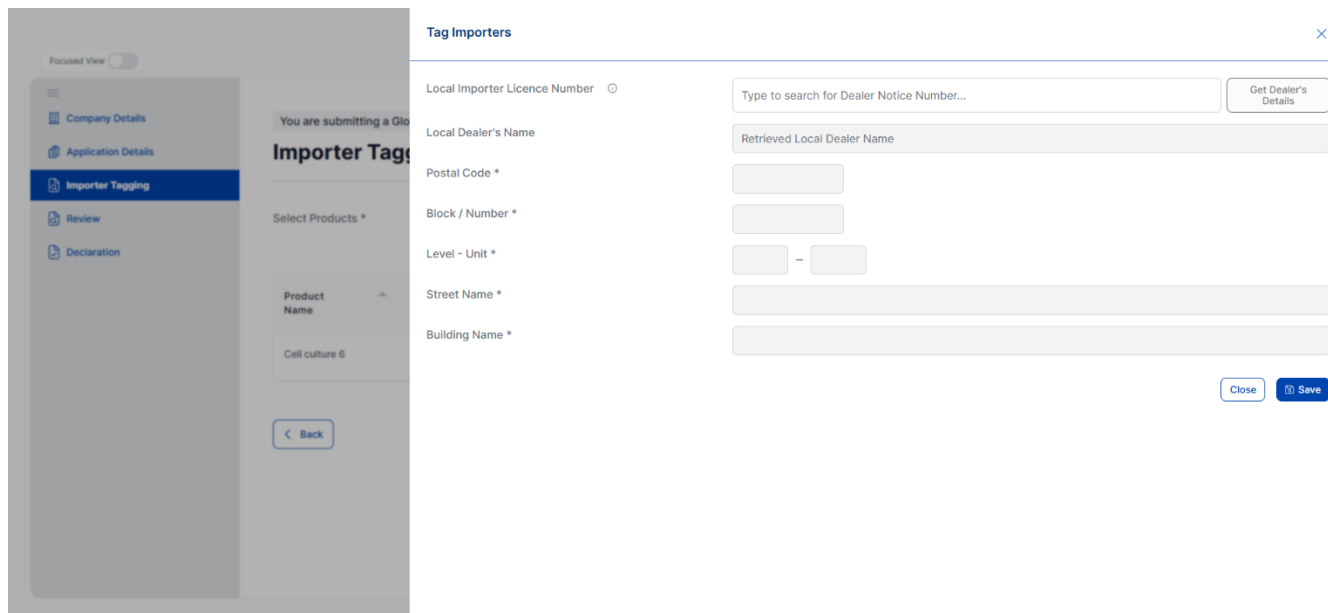 Tag Importers
Focused View
Company Details
Application Details
Importer Tagging
Review
Declaration
You are submitting a Glo
Importer Tagg
Select Products *
Product
Name
Cell culture 6
Back
Local Importer Licence Number
Type to search for Dealer Notice Number...
Get Dealer's
Details
Local Dealer's Name
Retrieved Local Dealer Name
Postal Code *
Block / Number *
Level - Unit *
–
Street Name *
Building Name *
Close
Save